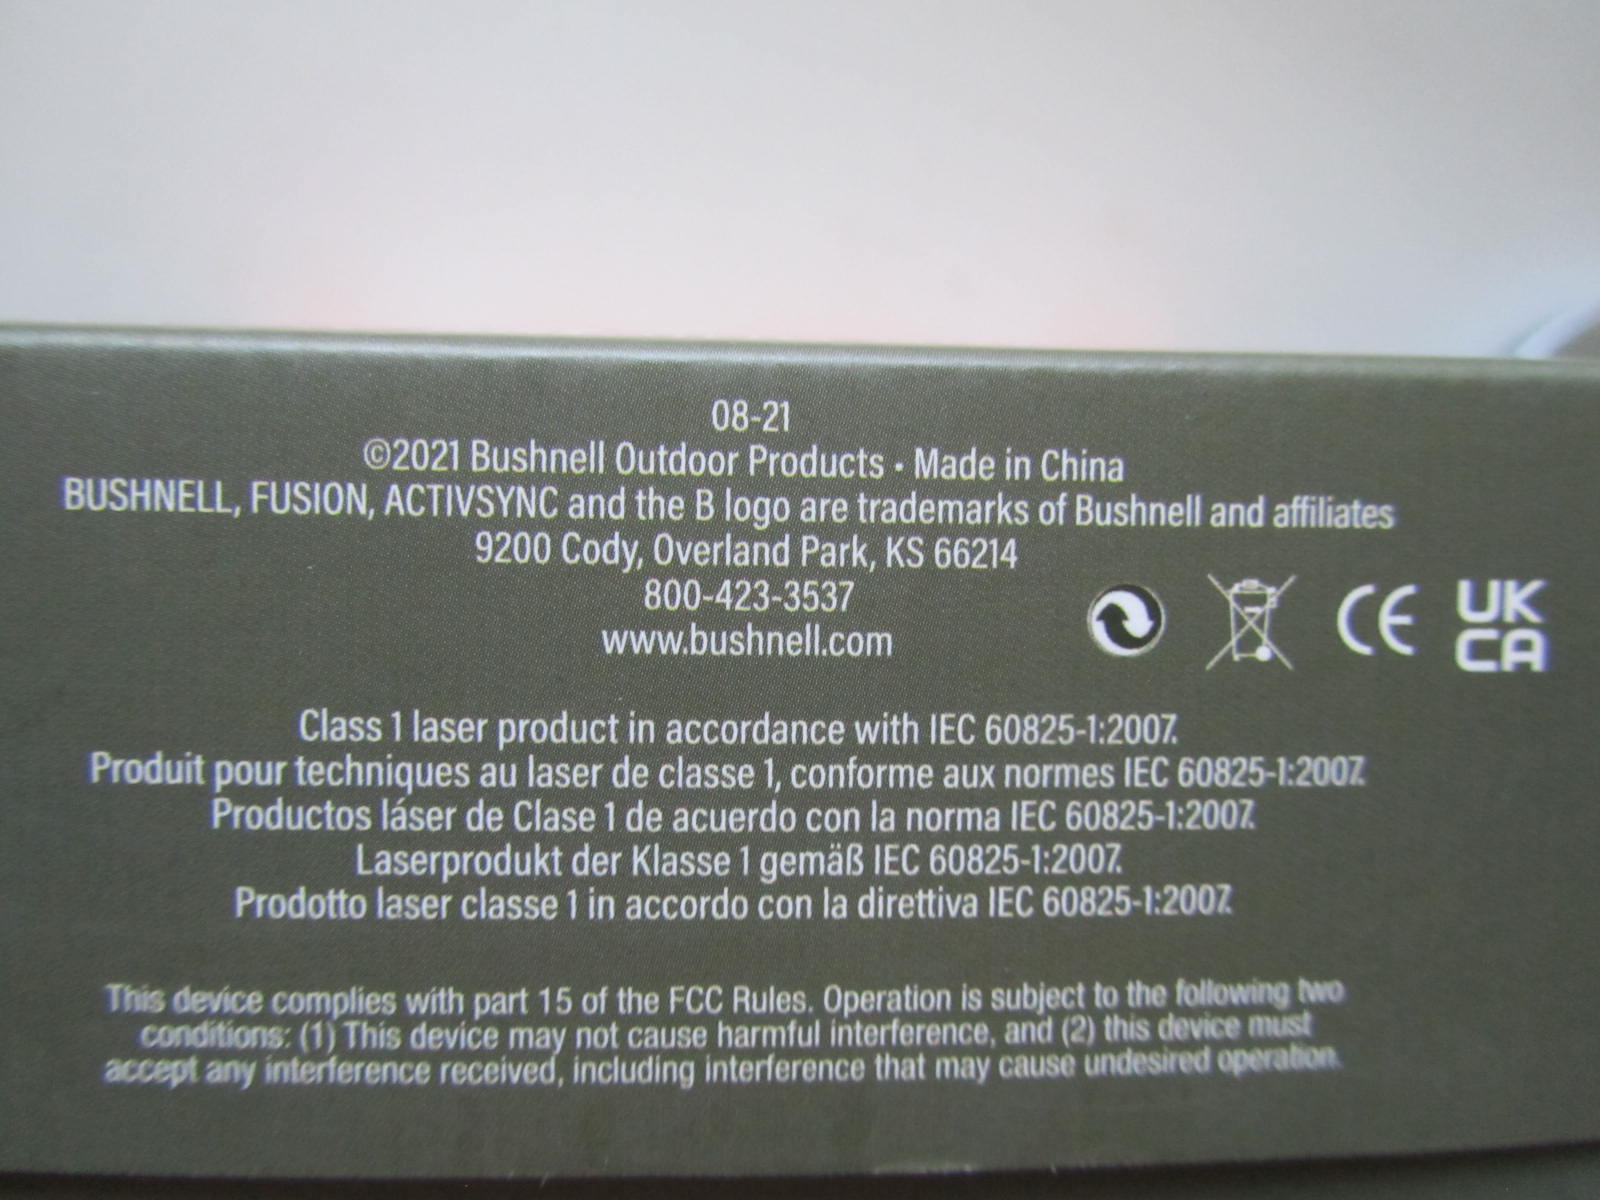 08-21
©2021 Bushnell Outdoor Products • Made in China
BUSHNELL, FUSION, ACTIVSYNC and the B logo are trademarks of Bushnell and affiliates
9200 Cody, Overland Park, KS 66214
800-423-3537
www.bushnell.com
CE
UK
CA
Class 1 laser product in accordance with IEC 60825-1:2007.
Produit pour techniques au laser de classe 1, conforme aux normes IEC 60825-1:2007.
Productos láser de Clase 1 de acuerdo con la norma IEC 60825-1:2007.
Laserprodukt der Klasse 1 gemäß IEC 60825-1:2007.
Prodotto laser classe 1 in accordo con la direttiva IEC 60825-1:2007.
This device complies with part 15 of the FCC Rules. Operation is subject to the following two
conditions: (1) This device may not cause harmful interference, and (2) this device must
accept any interference received, including interference that may cause undesired operation.